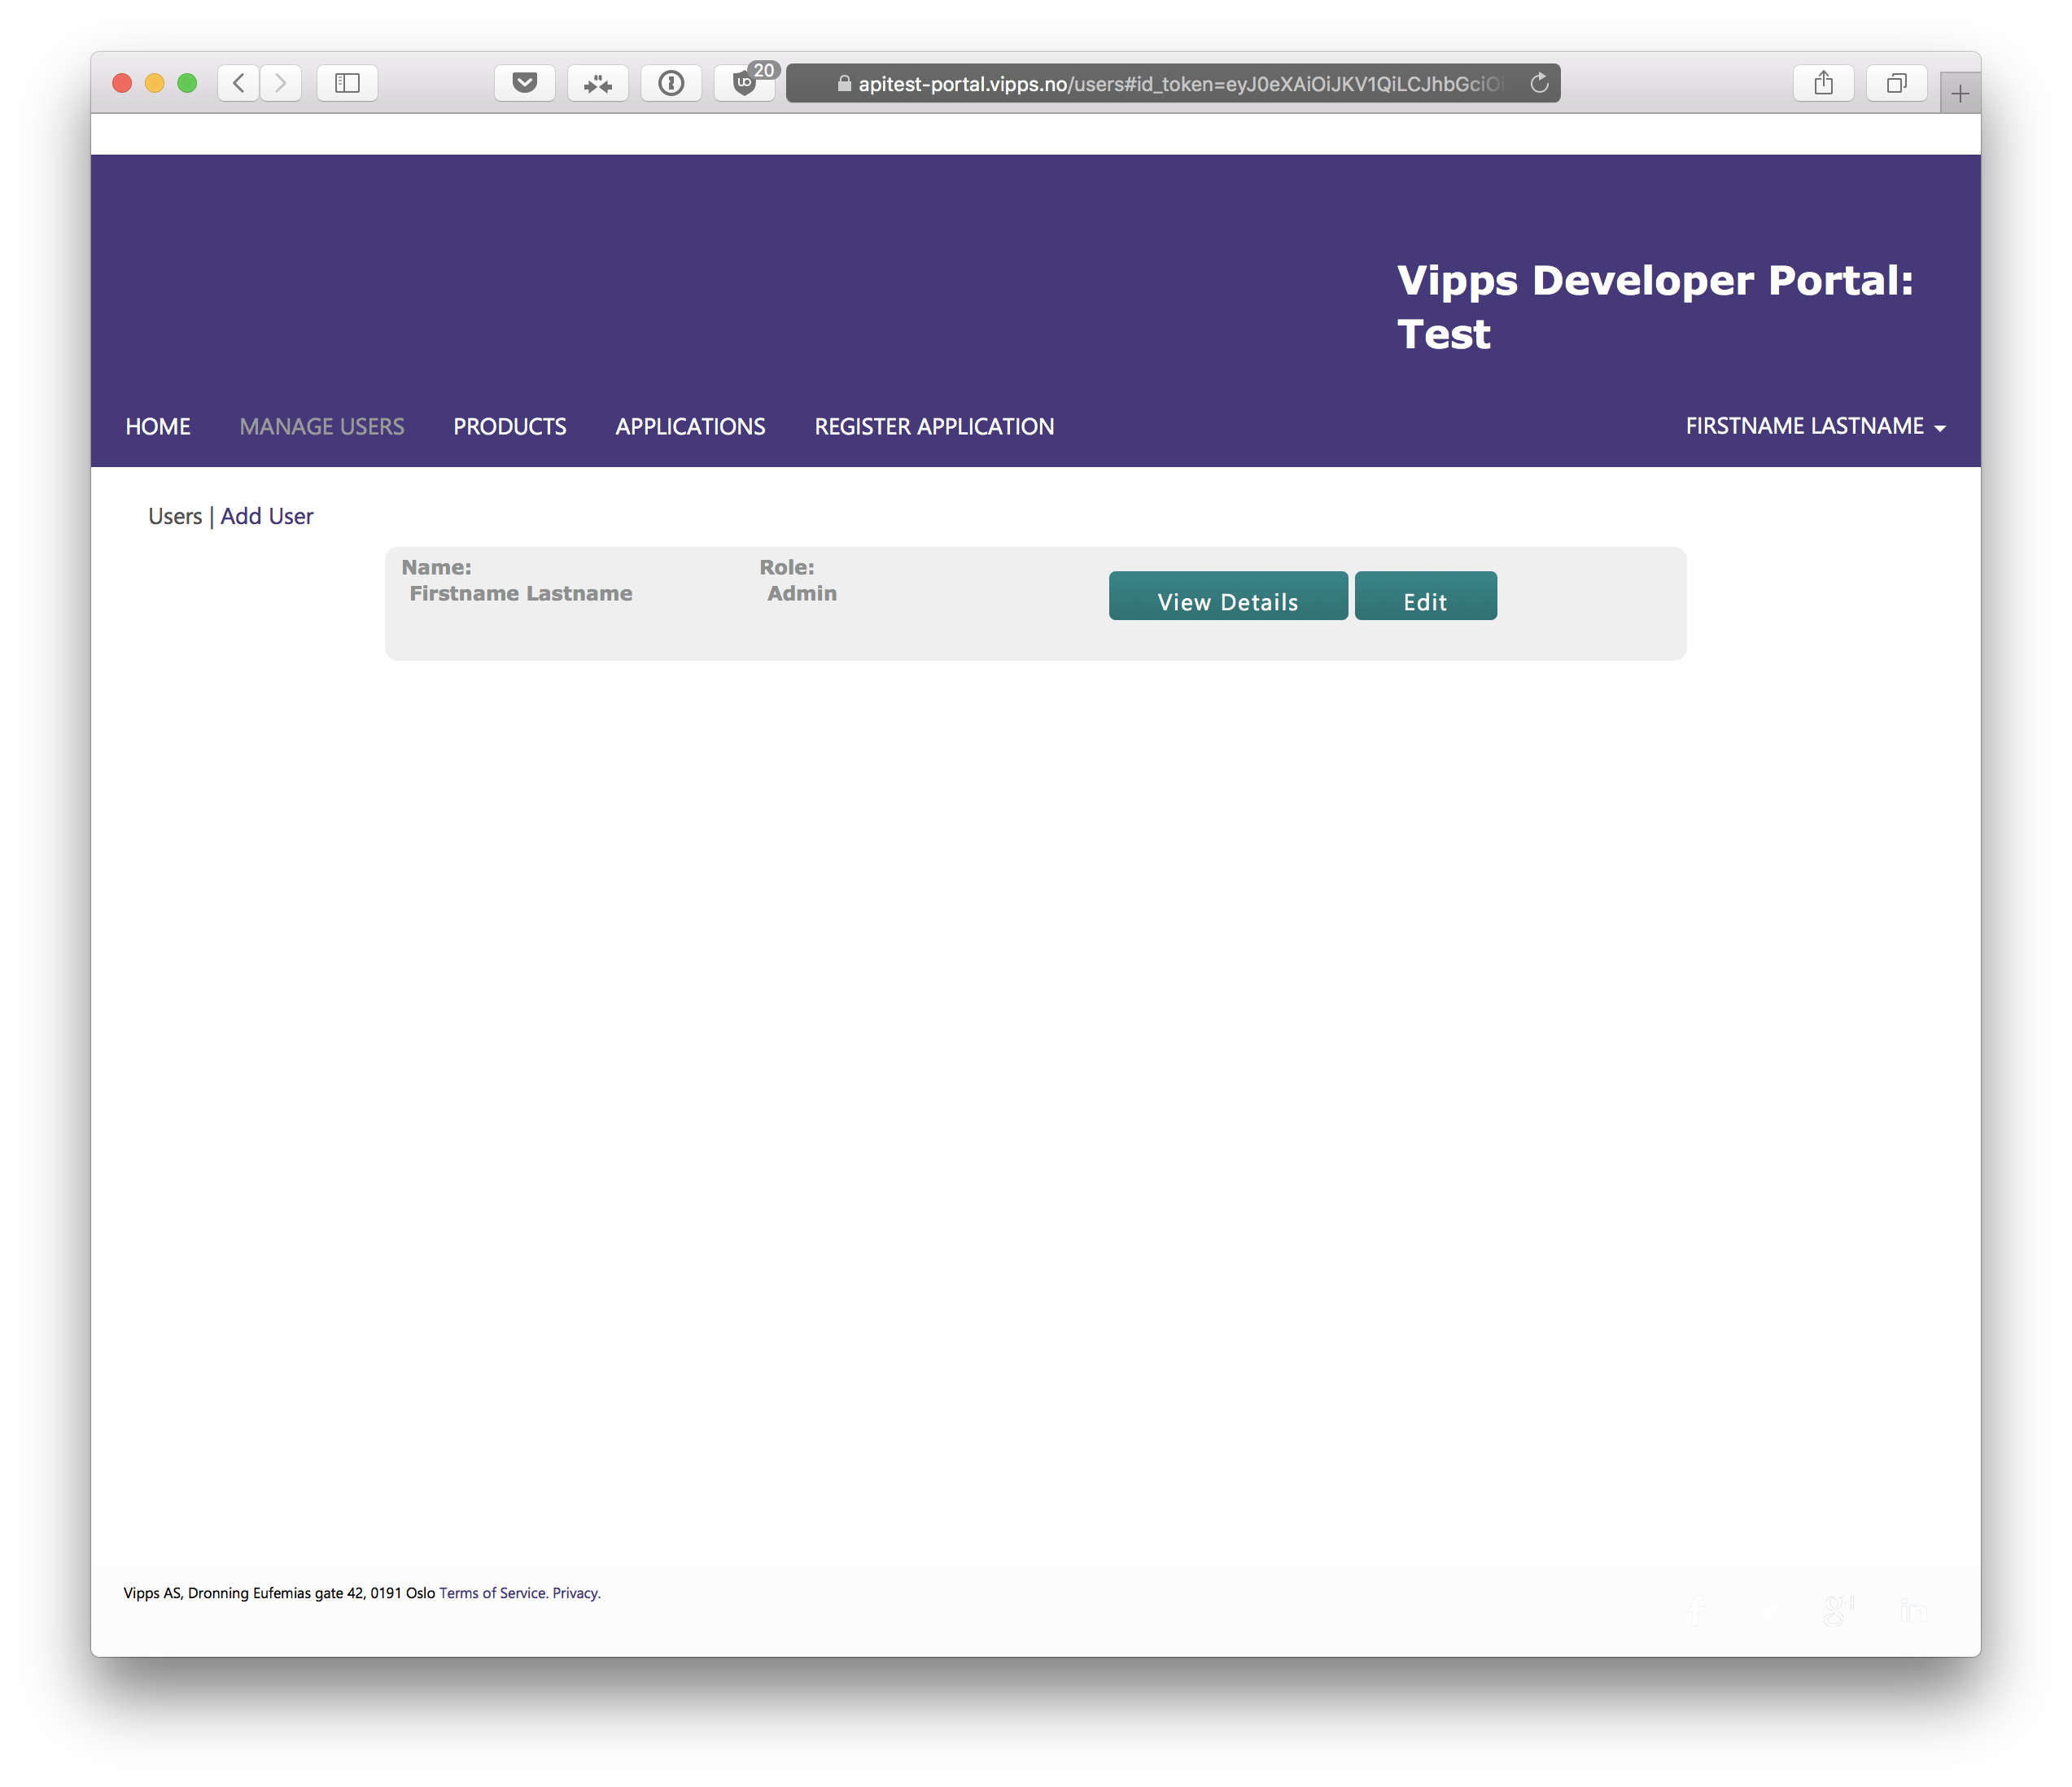 20
apitest-portal.vipps.no/users#id_token=eyJ0eXAiOiJKV1QiLCJhbGciOi
Vipps Developer Portal:
Test
HOME MANAGE USERS PRODUCTS APPLICATIONS REGISTER APPLICATION FIRSTNAME LASTNAME
Users | Add User
Name: Role:
Firstname Lastname Admin
View Details Edit
Vipps AS, Dronning Eufemias gate 42, 0191 Oslo Terms of Service. Privacy.